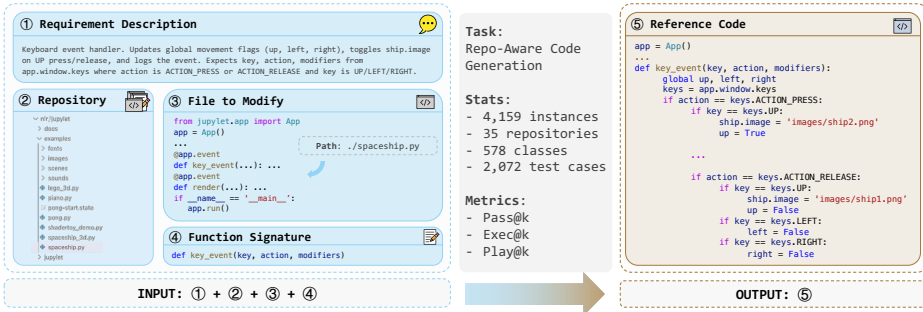 ① Requirement Description
Keyboard event handler. Updates global movement flags (up, left, right), toggles ship.image
on UP press/release, and logs the event. Expects key, action, modifiers from
app.window.keys where action is ACTION_PRESS or ACTION_RELEASE and key is UP/LEFT/RIGHT.
② Repository
nir/jupylet
docs
examples
fonts
images
scenes
sounds
lego_3d.py
piano.py
pong-start.state
pong.py
shadertoy_demo.py
spaceship_3d.py
spaceship.py
jupylet
③ File to Modify
from jupylet.app import App
app = App()
...
@app.event
def key_event(...): ...
@app.event
def render(...): ...
if __name__ == '__main__':
app.run()
Path: ./spaceship.py
④ Function Signature
def key_event(key, action, modifiers)
INPUT: ① + ② + ③ + ④
Task:
Repo-Aware Code
Generation
Stats:
- 4,159 instances
- 35 repositories
- 578 classes
- 2,072 test cases
Metrics:
- Pass@k
- Exec@k
- Play@k
⑤ Reference Code
app = App()
...
def key_event(key, action, modifiers):
global up, left, right
keys = app.window.keys
if action == keys.ACTION_PRESS:
if key == keys.UP:
ship.image = 'images/ship2.png'
up = True
...
if action == keys.ACTION_RELEASE:
if key == keys.UP:
ship.image = 'images/ship1.png'
up = False
if key == keys.LEFT:
left = False
if key == keys.RIGHT:
right = False
OUTPUT: ⑤